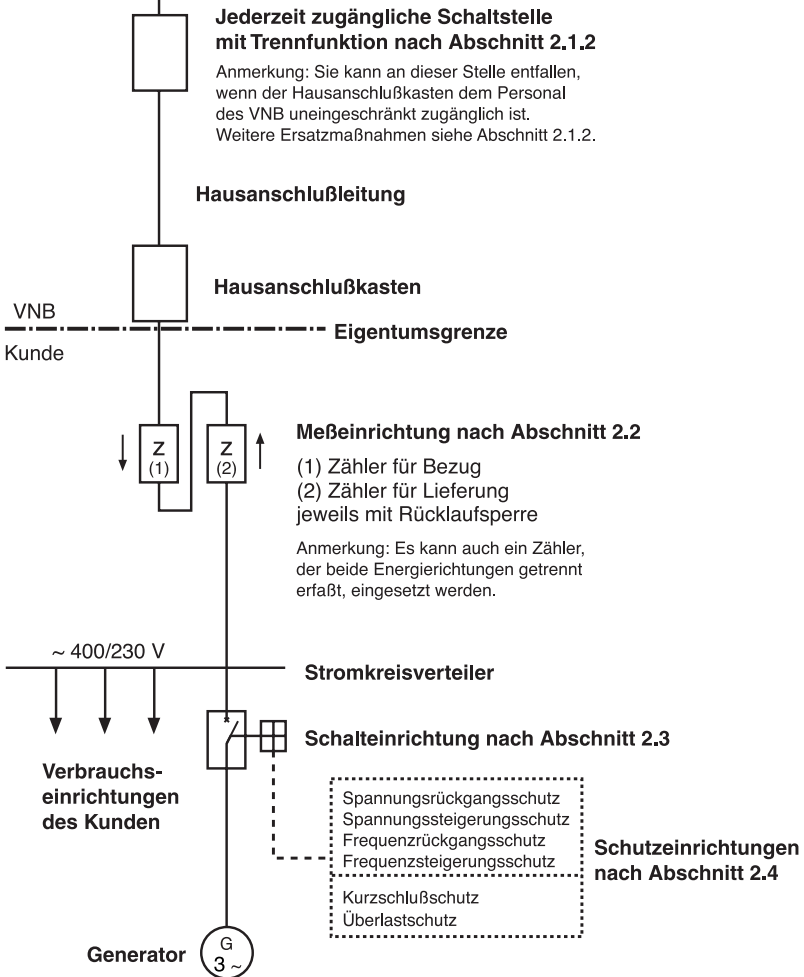 Jederzeit zugängliche Schaltstelle
mit Trennfunktion nach Abschnitt 2.1.2
Anmerkung: Sie kann an dieser Stelle entfallen,
wenn der Hausanschlußkasten dem Personal
des VNB uneingeschränkt zugänglich ist.
Weitere Ersatzmaßnahmen siehe Abschnitt 2.1.2.
Hausanschlußleitung
Hausanschlußkasten
VNB
Eigentumsgrenze
Kunde
Z
(1)
Z
(2)
Meßeinrichtung nach Abschnitt 2.2
(1) Zähler für Bezug
(2) Zähler für Lieferung
jeweils mit Rücklaufsperre
Anmerkung: Es kann auch ein Zähler,
der beide Energierichtungen getrennt
erfaßt, eingesetzt werden.
~ 400/230 V
Stromkreisverteiler
Schalteinrichtung nach Abschnitt 2.3
Verbrauchs-
einrichtungen
des Kunden
Spannungsrückgangsschutz
Spannungssteigerungsschutz
Frequenzrückgangsschutz
Frequenzsteigerungsschutz
Kurzschlußschutz
Überlastschutz
Schutzeinrichtungen
nach Abschnitt 2.4
Generator
G
3 ~